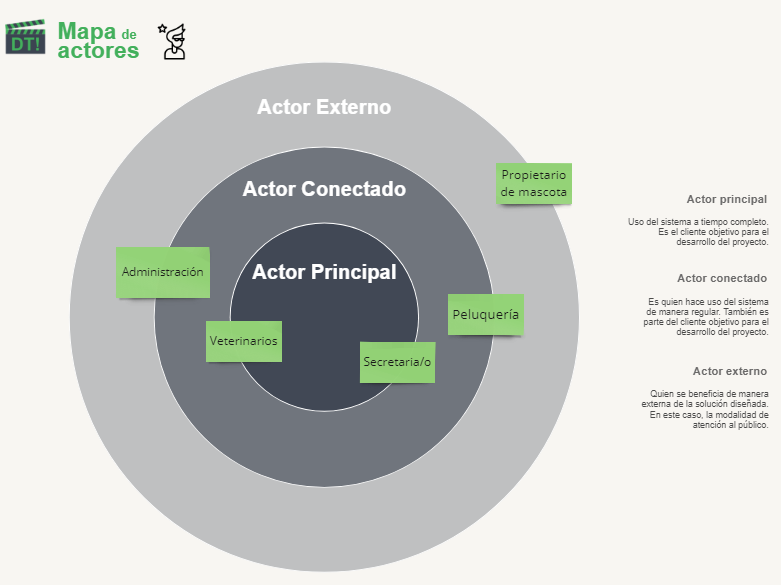 DT!
Mapa de
actores
Actor Externo
Actor Conectado
Actor Principal
Propietario
de mascota
Administración
Peluquería
Veterinarios
Secretaria/o
Actor principal
Uso del sistema a tiempo completo.
Es el cliente objetivo para el
desarrollo del proyecto.
Actor conectado
Es quien hace uso del sistema
de manera regular. También es
parte del cliente objetivo para el
desarrollo del proyecto.
Actor externo
Quien se beneficia de manera
externa de la solución diseñada.
En este caso, la modalidad de
atención al público.